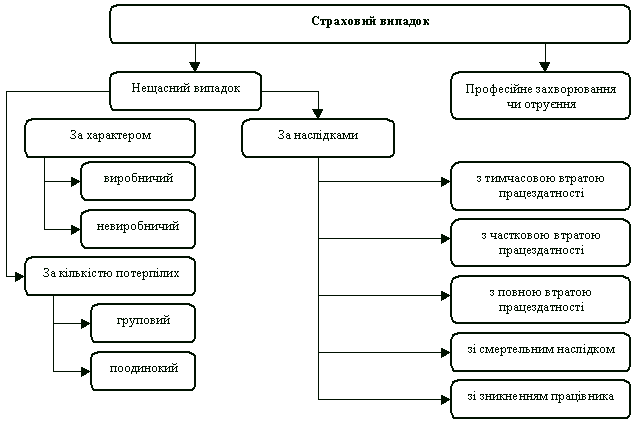 Страховий випадок
Нещасний випадок
Професійне захворювання
чи отруєння
За характером
За наслідками
виробничий
невиробничий
За кількістю потерпілих
груповий
поодинокий
з тимчасовою втратою
працездатності
з частковою втратою
працездатності
з повною втратою
працездатності
зі смертельним наслідком
зі зникненням працівника